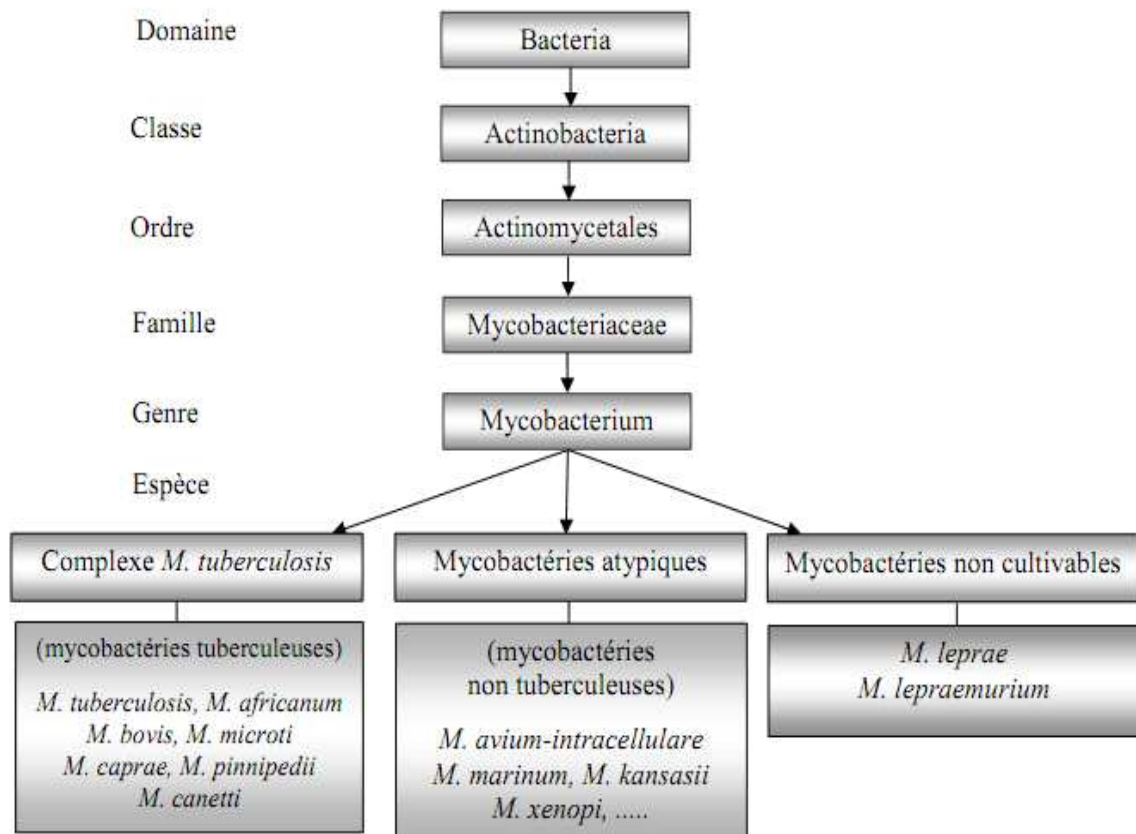 Domaine
Bacteria
Classe
Actinobacteria
Ordre
Actinomycetales
Famille
Mycobacteriaceae
Genre
Mycobacterium
Espèce
Complexe M. tuberculosis
(mycobactéries tuberculeuses)
M. tuberculosis, M. africanum
M. bovis, M. microti
M. caprae, M. pinnipedii
M. canetti
Mycobactéries atypiques
(mycobactéries
non tuberculeuses)
M. avium-intracellulare
M. marinum, M. kansasii
M. xenopi, .....
Mycobactéries non cultivables
M. leprae
M. lepraemurium